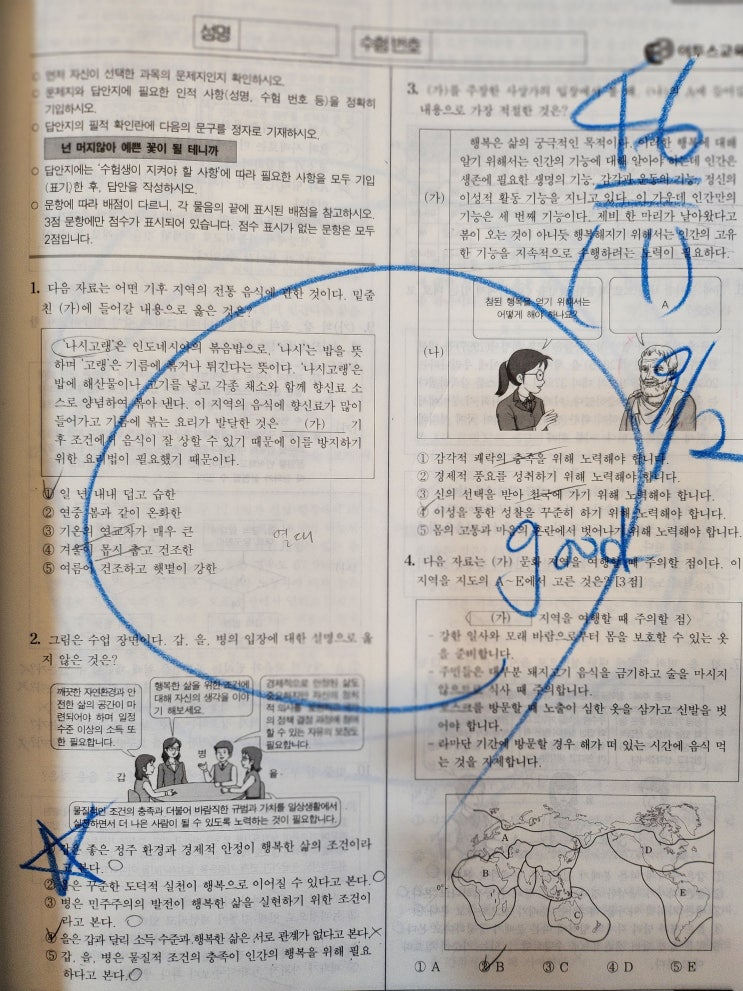 성명
수험 번호
이투스교육
○ 먼저 자신이 선택한 과목의 문제지인지 확인하시오.
○ 문제지와 답안지에 필요한 인적 사항(성명, 수험 번호 등)을 정확히
기입하시오.
○ 답안지의 필적 확인란에 다음의 문구를 정자로 기재하시오.
넌 머지않아 예쁜 꽃이 될 테니까
○ 답안지에는 ‘수험생이 지켜야 할 사항’에 따라 필요한 사항을 모두 기입
(표기)한 후, 답안을 작성하시오.
○ 문항에 따라 배점이 다르니, 각 물음의 끝에 표시된 배점을 참고하시오.
3점 문항에만 점수가 표시되어 있습니다. 점수 표시가 없는 문항은 모두
2점입니다.
1. 다음 자료는 어떤 기후 지역의 전통 음식에 관한 것이다. 밑줄
친 (가)에 들어갈 내용으로 옳은 것은?
‘나시고랭’은 인도네시아의 볶음밥으로, ‘나시’는 밥을 뜻
하며 ‘고랭’은 기름에 볶거나 튀긴다는 뜻이다. ‘나시고랭’은
밥에 해산물이나 고기를 넣고 각종 채소와 함께 향신료 소
스로 양념하여 볶아 낸다. 이 지역의 음식에 향신료가 많이
들어가고 기름에 볶는 요리가 발달한 것은 (가) 기
후 조건에서 음식이 잘 상할 수 있기 때문에 이를 방지하기
위한 요리법이 필요했기 때문이다.
① 일 년 내내 덥고 습한
② 연중 봄과 같이 온화한
③ 기온의 연교차가 매우 큰
④ 겨울이 몹시 춥고 건조한
⑤ 여름이 건조하고 햇볕이 강한
열대
2. 그림은 수업 장면이다. 갑, 을, 병의 입장에 대한 설명으로 옳
지 않은 것은?
깨끗한 자연환경과 안
전한 삶의 공간이 마
련되어야 하며 일정
수준 이상의 소득 또
한 필요합니다.
행복한 삶을 위한 조건에
대해 자신의 생각을 이야
기 해보세요.
경제적으로 안정된 삶도
중요하지만 자신의 정치
적 의사를
의 정책 결정 과정에 참여
할 수 있는 자유의 보장도
필요합니다.
갑
병
을
물질적인 조건의 충족과 더불어 바람직한 규범과 가치를 일상생활에서
실천하면서 더 나은 사람이 될 수 있도록 노력하는 것이 필요합니다.
① 갑은 좋은 정주 환경과 경제적 안정이 행복한 삶의 조건이라
고 본다. ○
② 을은 꾸준한 도덕적 실천이 행복으로 이어질 수 있다고 본다. ○
③ 병은 민주주의의 발전이 행복한 삶을 실현하기 위한 조건이
라고 본다. ○
④ 을은 갑과 달리 소득 수준과 행복한 삶은 서로 관계가 없다고 본다. ×
⑤ 갑, 을, 병은 물질적 조건의 충족이 인간의 행복을 위해 필요
하다고 본다. ○
3. (가)를 주장한 사상가의 입장에서 볼 때, (나)의 A에 들어갈
내용으로 가장 적절한 것은?
46
(1)
9/2
good
(가)
행복은 삶의 궁극적인 목적이다. 이러한 행복에 대해
알기 위해서는 인간의 기능에 대해 알아야 하는데 인간은
생존에 필요한 생명의 기능, 감각과 운동의 기능, 정신의
이성적 활동 기능을 지니고 있다. 이 가운데 인간만의
기능은 세 번째 기능이다. 제비 한 마리가 날아왔다고
봄이 오는 것이 아니듯 행복해지기 위해서는 인간의 고유
한 기능을 지속적으로 수행하려는 노력이 필요하다.
(나)
참된 행복을 얻기 위해서는
어떻게 해야 하나요?
A
① 감각적 쾌락의 충족을 위해 노력해야 합니다.
② 경제적 풍요를 성취하기 위해 노력해야 합니다.
③ 신의 선택을 받아 천국에 가기 위해 노력해야 합니다.
④ 이성을 통한 성찰을 꾸준히 하기 위해 노력해야 합니다.
⑤ 몸의 고통과 마음의 혼란에서 벗어나기 위해 노력해야 합니다.
4. 다음 자료는 (가) 문화 지역을 여행할 때 주의할 점이다. 이
지역을 지도의 A~E에서 고른 것은? [3점]
〈 (가) 지역을 여행할 때 주의할 점〉
- 강한 일사와 모래 바람으로부터 몸을 보호할 수 있는 옷
을 준비합니다.
- 주민들은 대부분 돼지고기 음식을 금기하고 술을 마시지
않으므로 식사 때 주의합니다.
- 모스크를 방문할 때 노출이 심한 옷을 삼가고 신발을 벗
어야 합니다.
- 라마단 기간에 방문할 경우 해가 떠 있는 시간에 음식 먹
는 것을 자제합니다.
A
B
C
D
E
0°
① A ② B ③ C ④ D ⑤ E